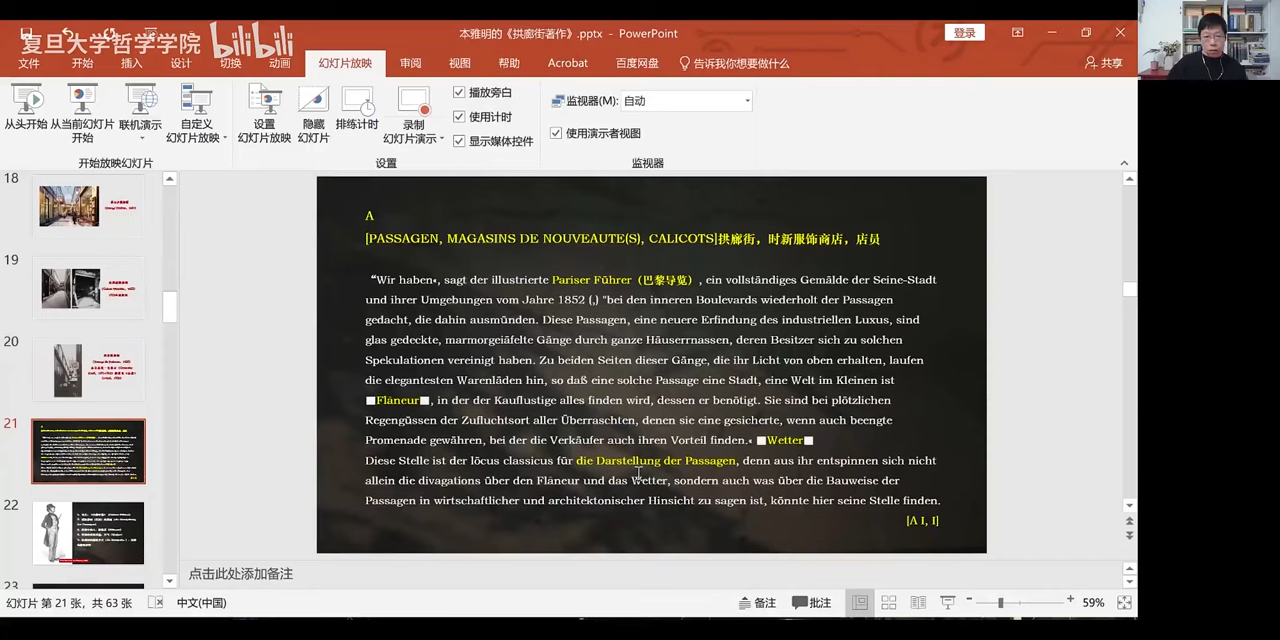 复旦大学哲学学院 bilibili
本雅明的《拱廊街著作》.pptx - PowerPoint
登录
文件 开始 插入 设计 切换 动画 幻灯片放映 审阅 视图 帮助 Acrobat 百度网盘 告诉我你想要做什么 共享
从头开始 从当前幻灯片开始 联机演示 自定义幻灯片放映 设置幻灯片放映 隐藏幻灯片 排练计时 录制幻灯片演示
播放旁白
使用计时
显示媒体控件
监视器(M): 自动
使用演示者视图
开始放映幻灯片 设置 监视器
18
19
20
21
22
23
A
[PASSAGEN, MAGASINS DE NOUVEAUTE(S), CALICOTS]拱廊街，时新服饰商店，店员
“Wir haben«, sagt der illustrierte Pariser Führer（巴黎导览）, ein vollständiges Gemälde der Seine-Stadt
und ihrer Umgebungen vom Jahre 1852 (,) "bei den inneren Boulevards wiederholt der Passagen
gedacht, die dahin ausmünden. Diese Passagen, eine neuere Erfindung des industriellen Luxus, sind
glas gedeckte, marmorgeiäfelte Gänge durch ganze Häuserrnassen, deren Besitzer sich zu solchen
Spekulationen vereinigt haben. Zu beiden Seiten dieser Gänge, die ihr Licht von oben erhalten, laufen
die elegantesten Warenläden hin, so daß eine solche Passage eine Stadt, eine Welt im Kleinen ist
■Flaneur■, in der der Kauflustige alles finden wird, dessen er benötigt. Sie sind bei plötzlichen
Regengüssen der Zufluchtsort aller Überraschten, denen sie eine gesicherte, wenn auch beengte
Promenade gewähren, bei der die Verkäufer auch ihren Vorteil finden.« ■Wetter■
Diese Stelle ist der locus classicus für die Darstellung der Passagen, denn aus ihr entspinnen sich nicht
allein die divagations über den Flaneur und das Wetter, sondern auch was über die Bauweise der
Passagen in wirtschaftlicher und architektonischer Hinsicht zu sagen ist, könnte hier seine Stelle finden.
[A I, I]
点击此处添加备注
幻灯片 第 21 张，共 63 张 中文(中国) 备注 批注 59%